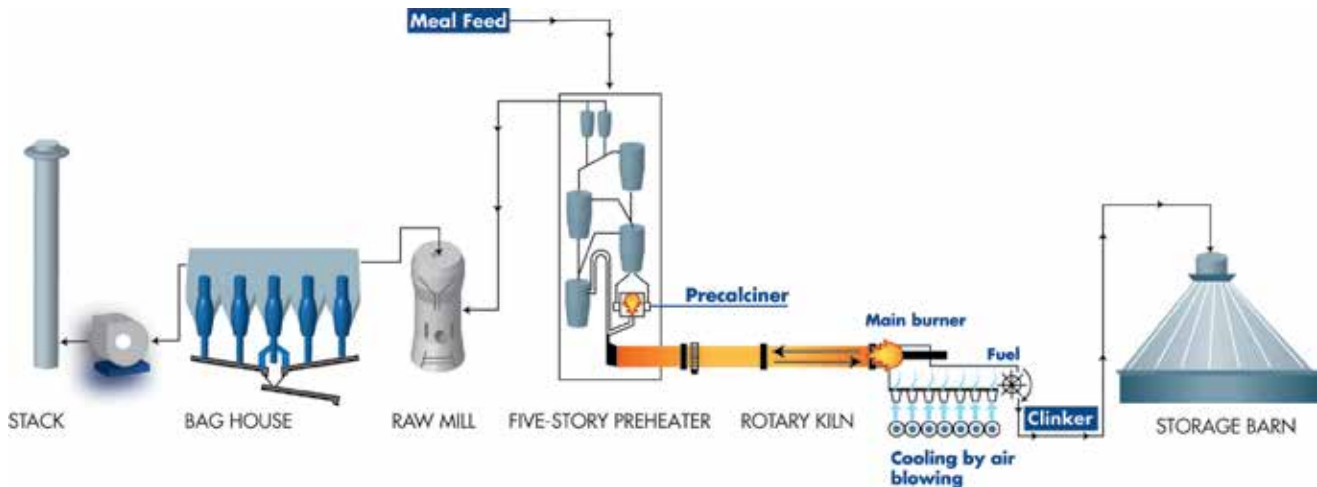 Meal Feed
Precalciner
Main burner
Fuel
STACK
BAG HOUSE
RAW MILL
FIVE-STORY PREHEATER
ROTARY KILN
Clinker
STORAGE BARN
Cooling by air
blowing